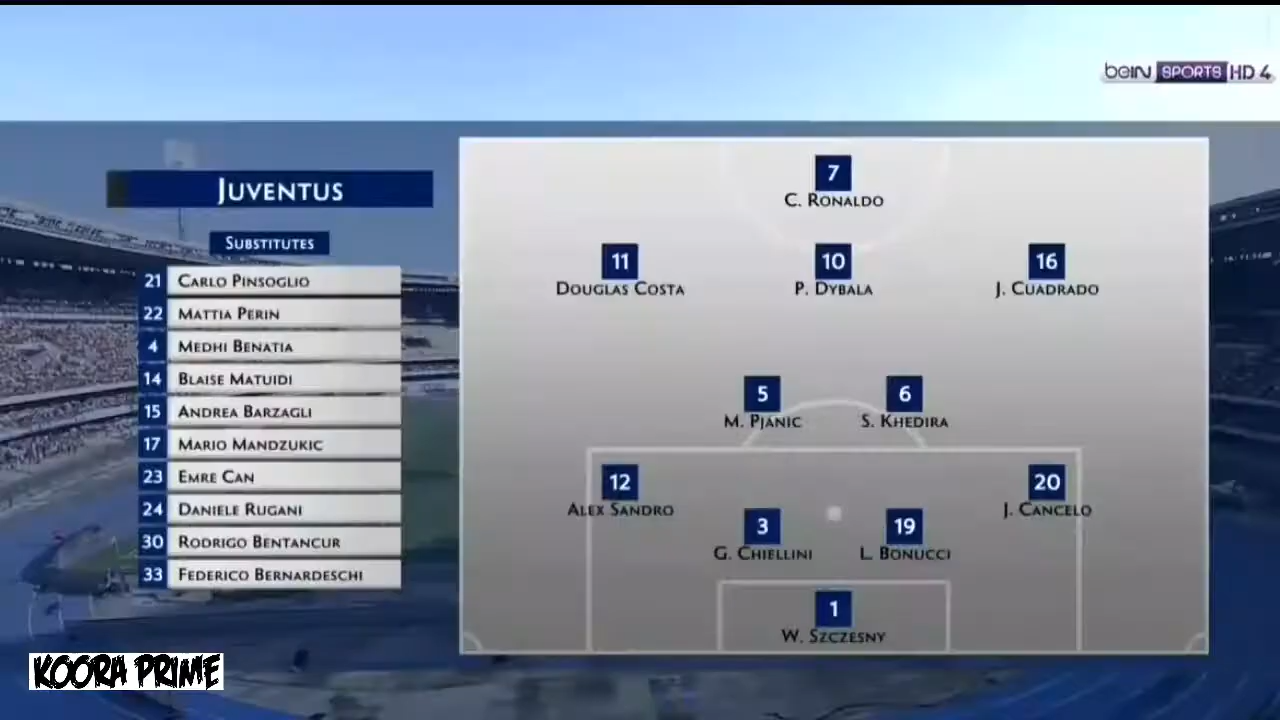 beIN SPORTS HD 4
JUVENTUS
SUBSTITUTES
21 CARLO PINSOGLIO
22 MATTIA PERIN
4 MEDHI BENATIA
14 BLAISE MATUIDI
15 ANDREA BARZAGLI
17 MARIO MANDZUKIC
23 EMRE CAN
24 DANIELE RUGANI
30 RODRIGO BENTANCUR
33 FEDERICO BERNARDESCHI
7
C. RONALDO
11 10 16
DOUGLAS COSTA P. DYBALA J. CUADRADO
5 6
M. PJANIC S. KHEDIRA
12 20
ALEX SANDRO J. CANCELO
3 19
G. CHIELLINI L. BONUCCI
1
W. SZCZESNY
KOORA PRIME